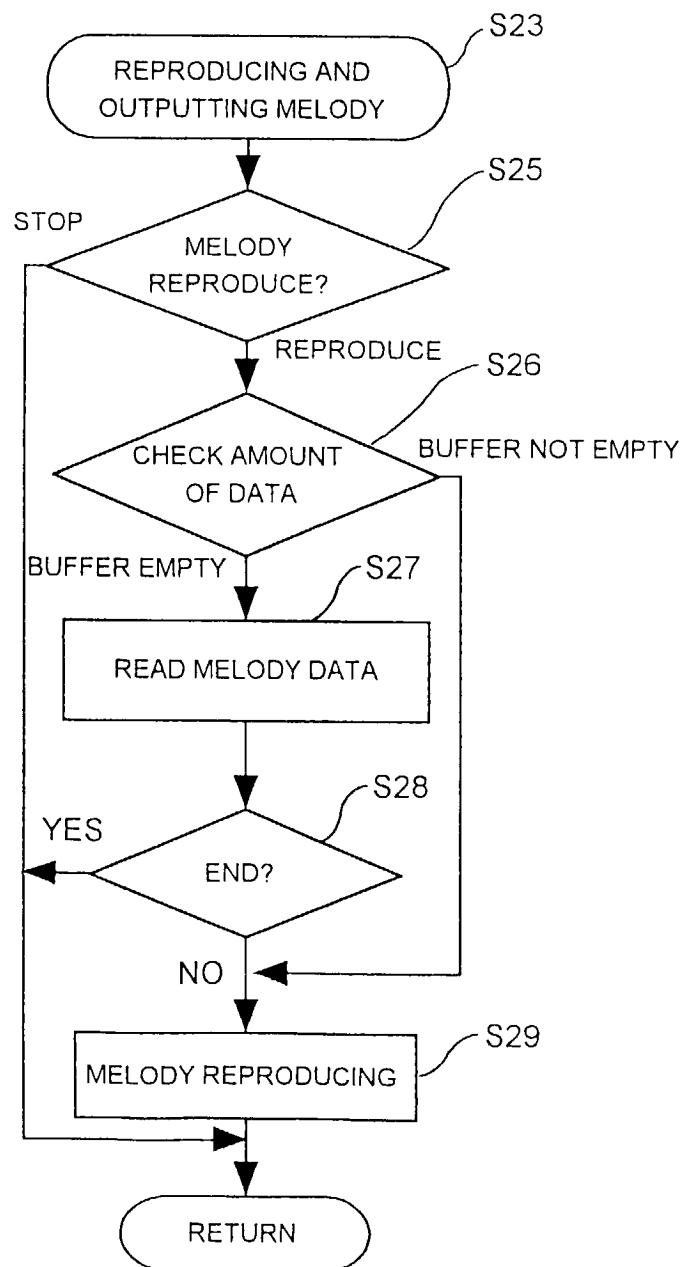 S23
REPRODUCING AND
OUTPUTTING MELODY
S25
STOP
MELODY
REPRODUCE?
REPRODUCE
S26
CHECK AMOUNT
OF DATA
BUFFER NOT EMPTY
BUFFER EMPTY
S27
READ MELODY DATA
S28
YES
END?
NO
S29
MELODY REPRODUCING
RETURN